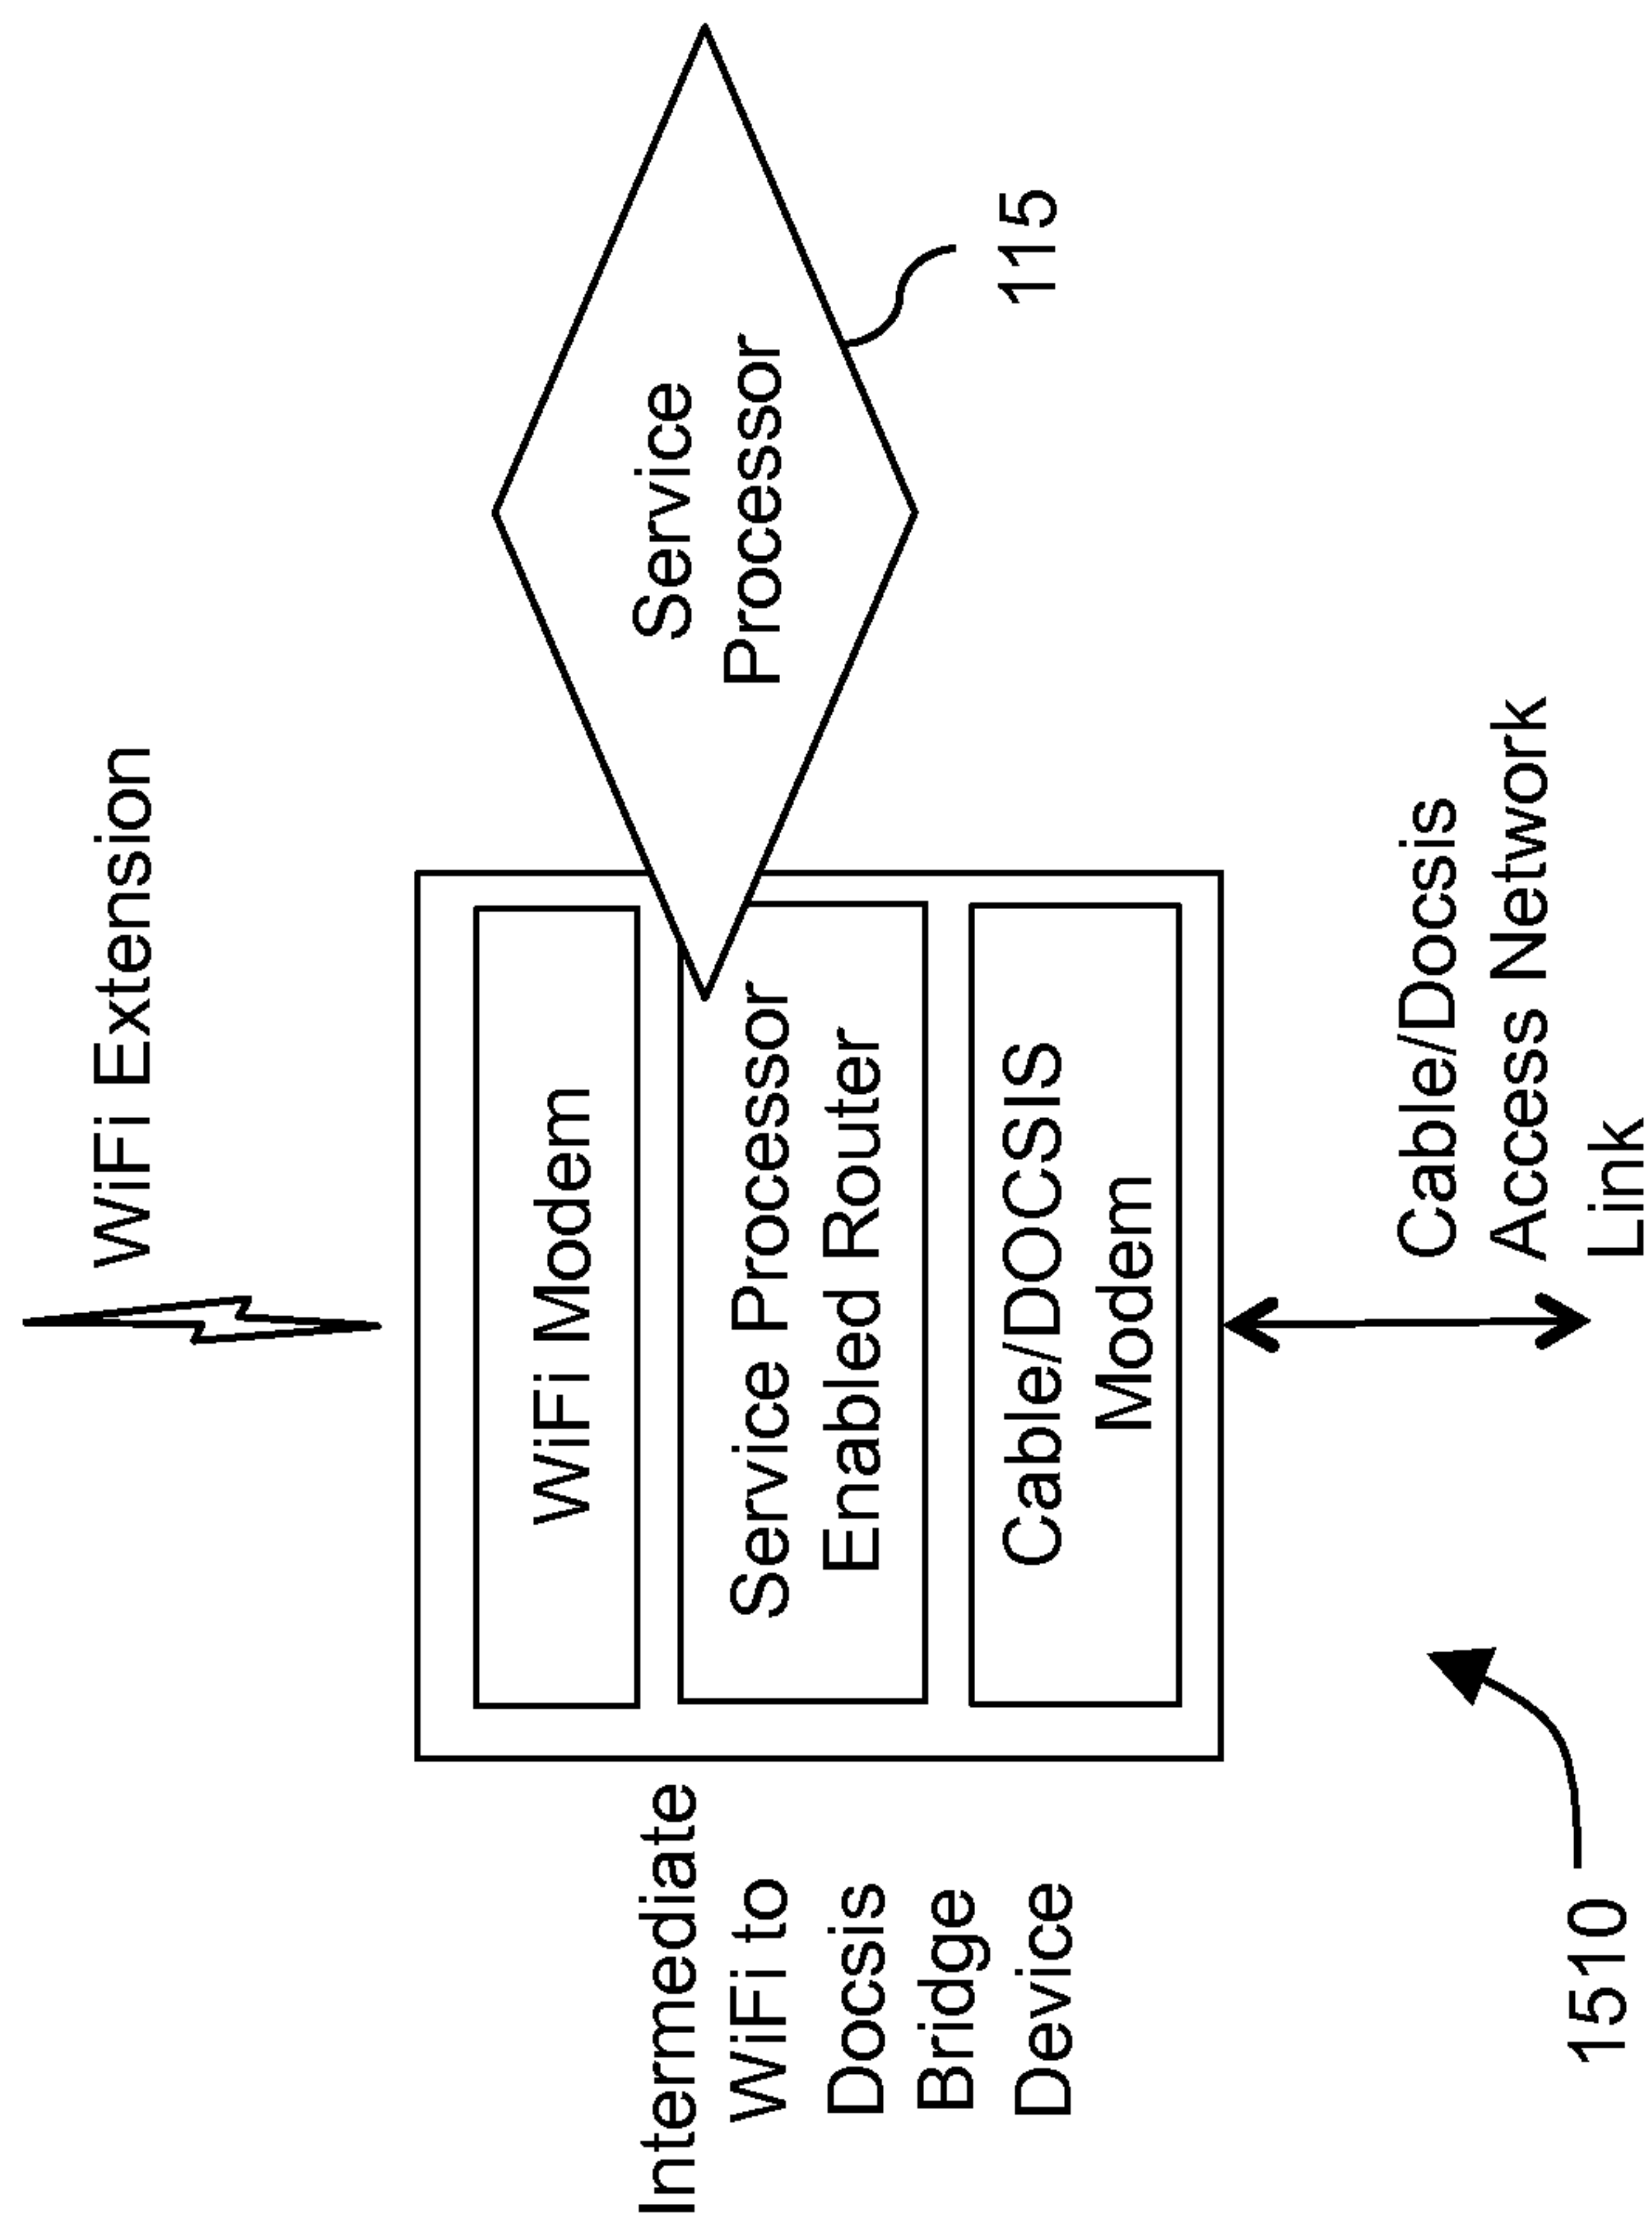 WiFi Extension
Intermediate
WiFi to
Docsis
Bridge
Device
WiFi Modem
Service Processor
Enabled Router
Cable/DOCSIS
Modem
Service
Processor
115
Cable/Docsis
Access Network
Link
1510